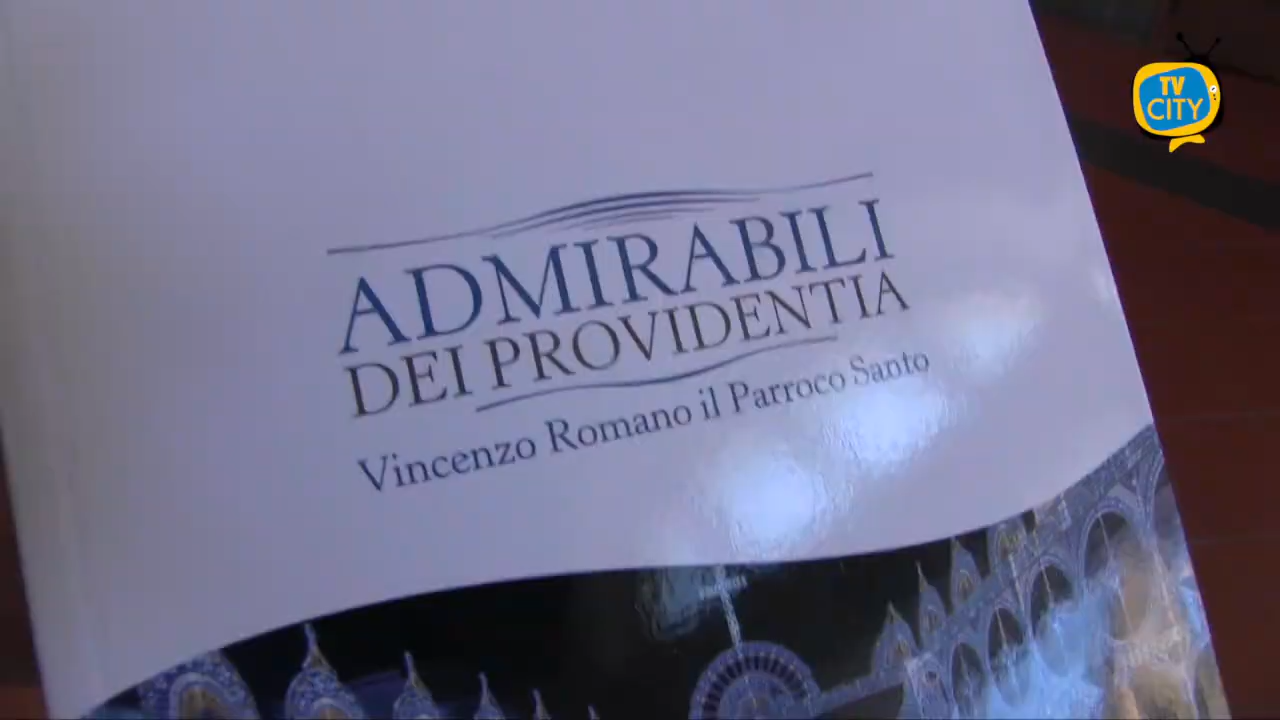 TV
CITY
ADMIRABILI
DEI PROVIDENTIA
Vincenzo Romano il Parroco Santo